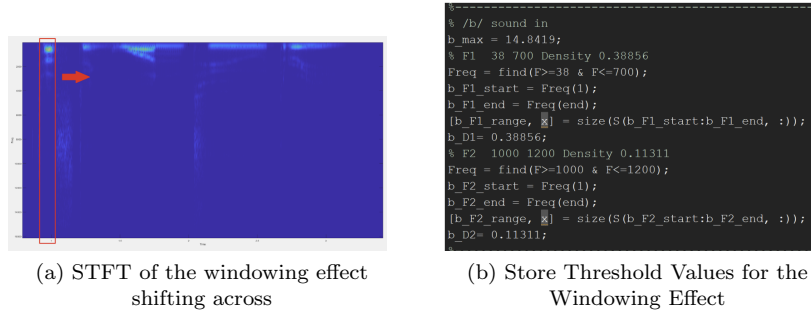 %
% /b/ sound in
b_max = 14.8419;
% F1  38 700 Density 0.38856
Freq = find(F>=38 & F<=700);
b_F1_start = Freq(1);
b_F1_end = Freq(end);
[b_F1_range, x] = size(S(b_F1_start:b_F1_end, :));
b_D1= 0.38856;
% F2  1000 1200 Density 0.11311
Freq = find(F>=1000 & F<=1200);
b_F2_start = Freq(1);
b_F2_end = Freq(end);
[b_F2_range, x] = size(S(b_F2_start:b_F2_end, :));
b_D2= 0.11311;
(a) STFT of the windowing effect
shifting across
(b) Store Threshold Values for the
Windowing Effect